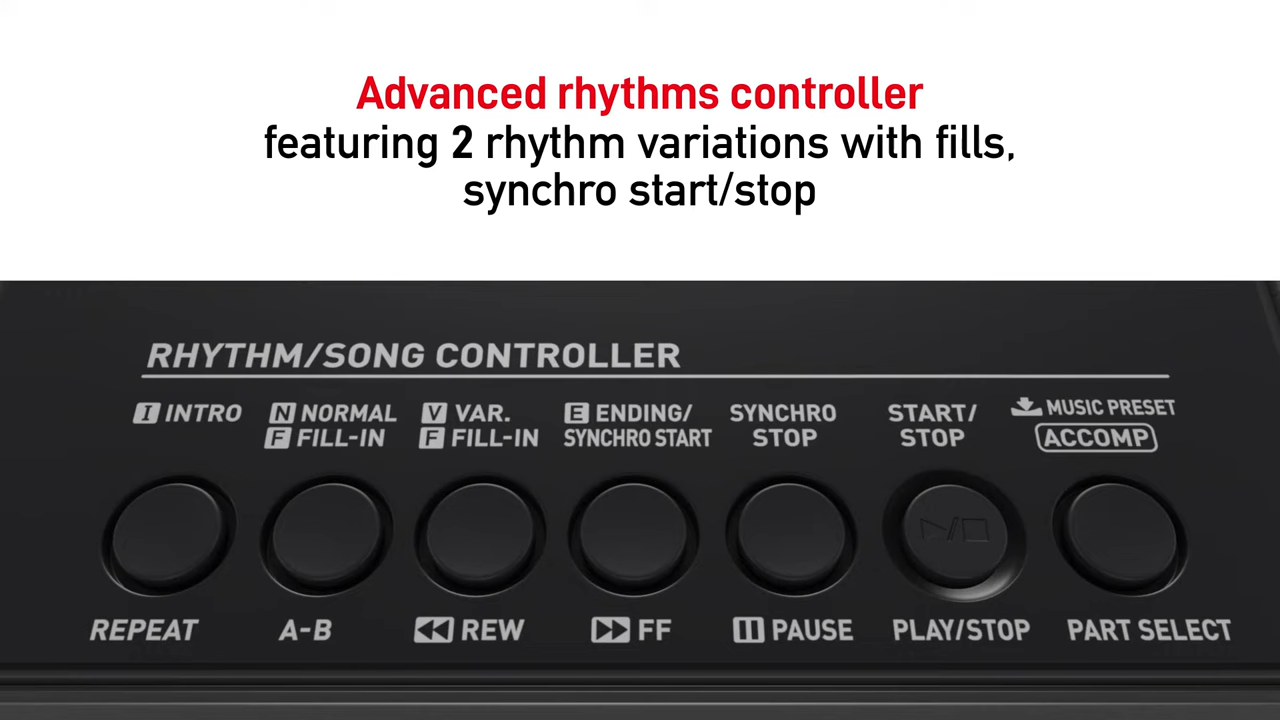 Advanced rhythms controller
featuring 2 rhythm variations with fills,
synchro start/stop
RHYTHM/SONG CONTROLLER
I INTRO
N NORMAL
F FILL-IN
V VAR.
F FILL-IN
E ENDING/
SYNCHRO START
SYNCHRO
STOP
START/
STOP
MUSIC PRESET
ACCOMP
REPEAT
A-B
REW
FF
PAUSE
PLAY/STOP
PART SELECT